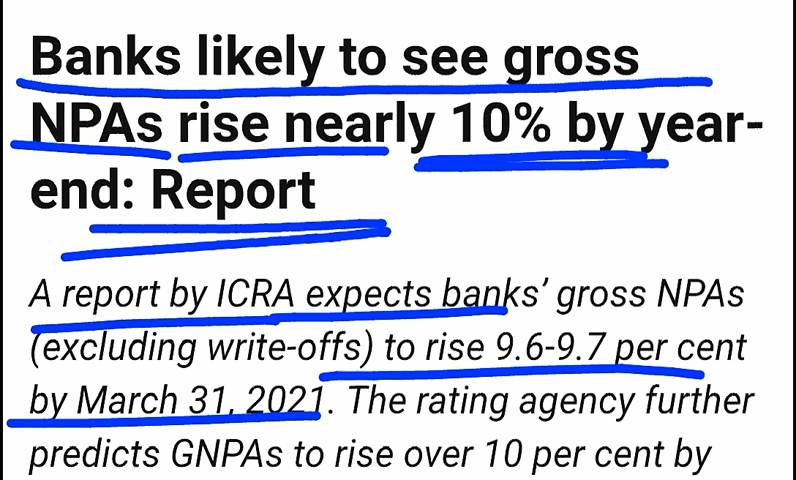 Banks likely to see gross
NPAs rise nearly 10% by year-
end: Report
A report by ICRA expects banks’ gross NPAs
(excluding write-offs) to rise 9.6-9.7 per cent
by March 31, 2021. The rating agency further
predicts GNPAs to rise over 10 per cent by